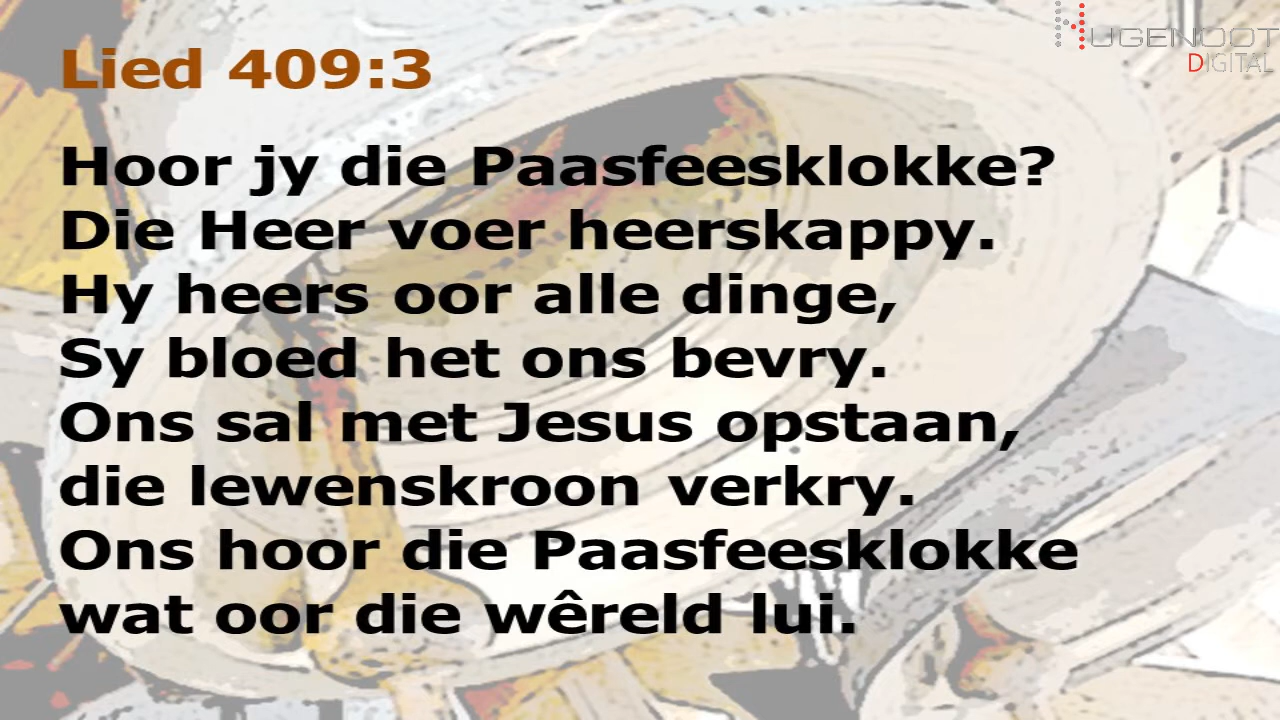 HUGENOOT
DIGITAL
Lied 409:3
Hoor jy die Paasfeesklokke?
Die Heer voer heerskappy.
Hy heers oor alle dinge,
Sy bloed het ons bevry.
Ons sal met Jesus opstaan,
die lewenskroon verkry.
Ons hoor die Paasfeesklokke
wat oor die wêreld lui.